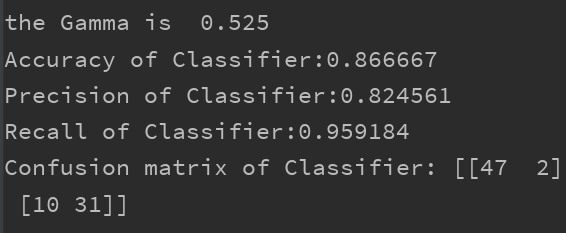 the Gamma is  0.525
Accuracy of Classifier:0.866667
Precision of Classifier:0.824561
Recall of Classifier:0.959184
Confusion matrix of Classifier: [[47  2]
 [10 31]]